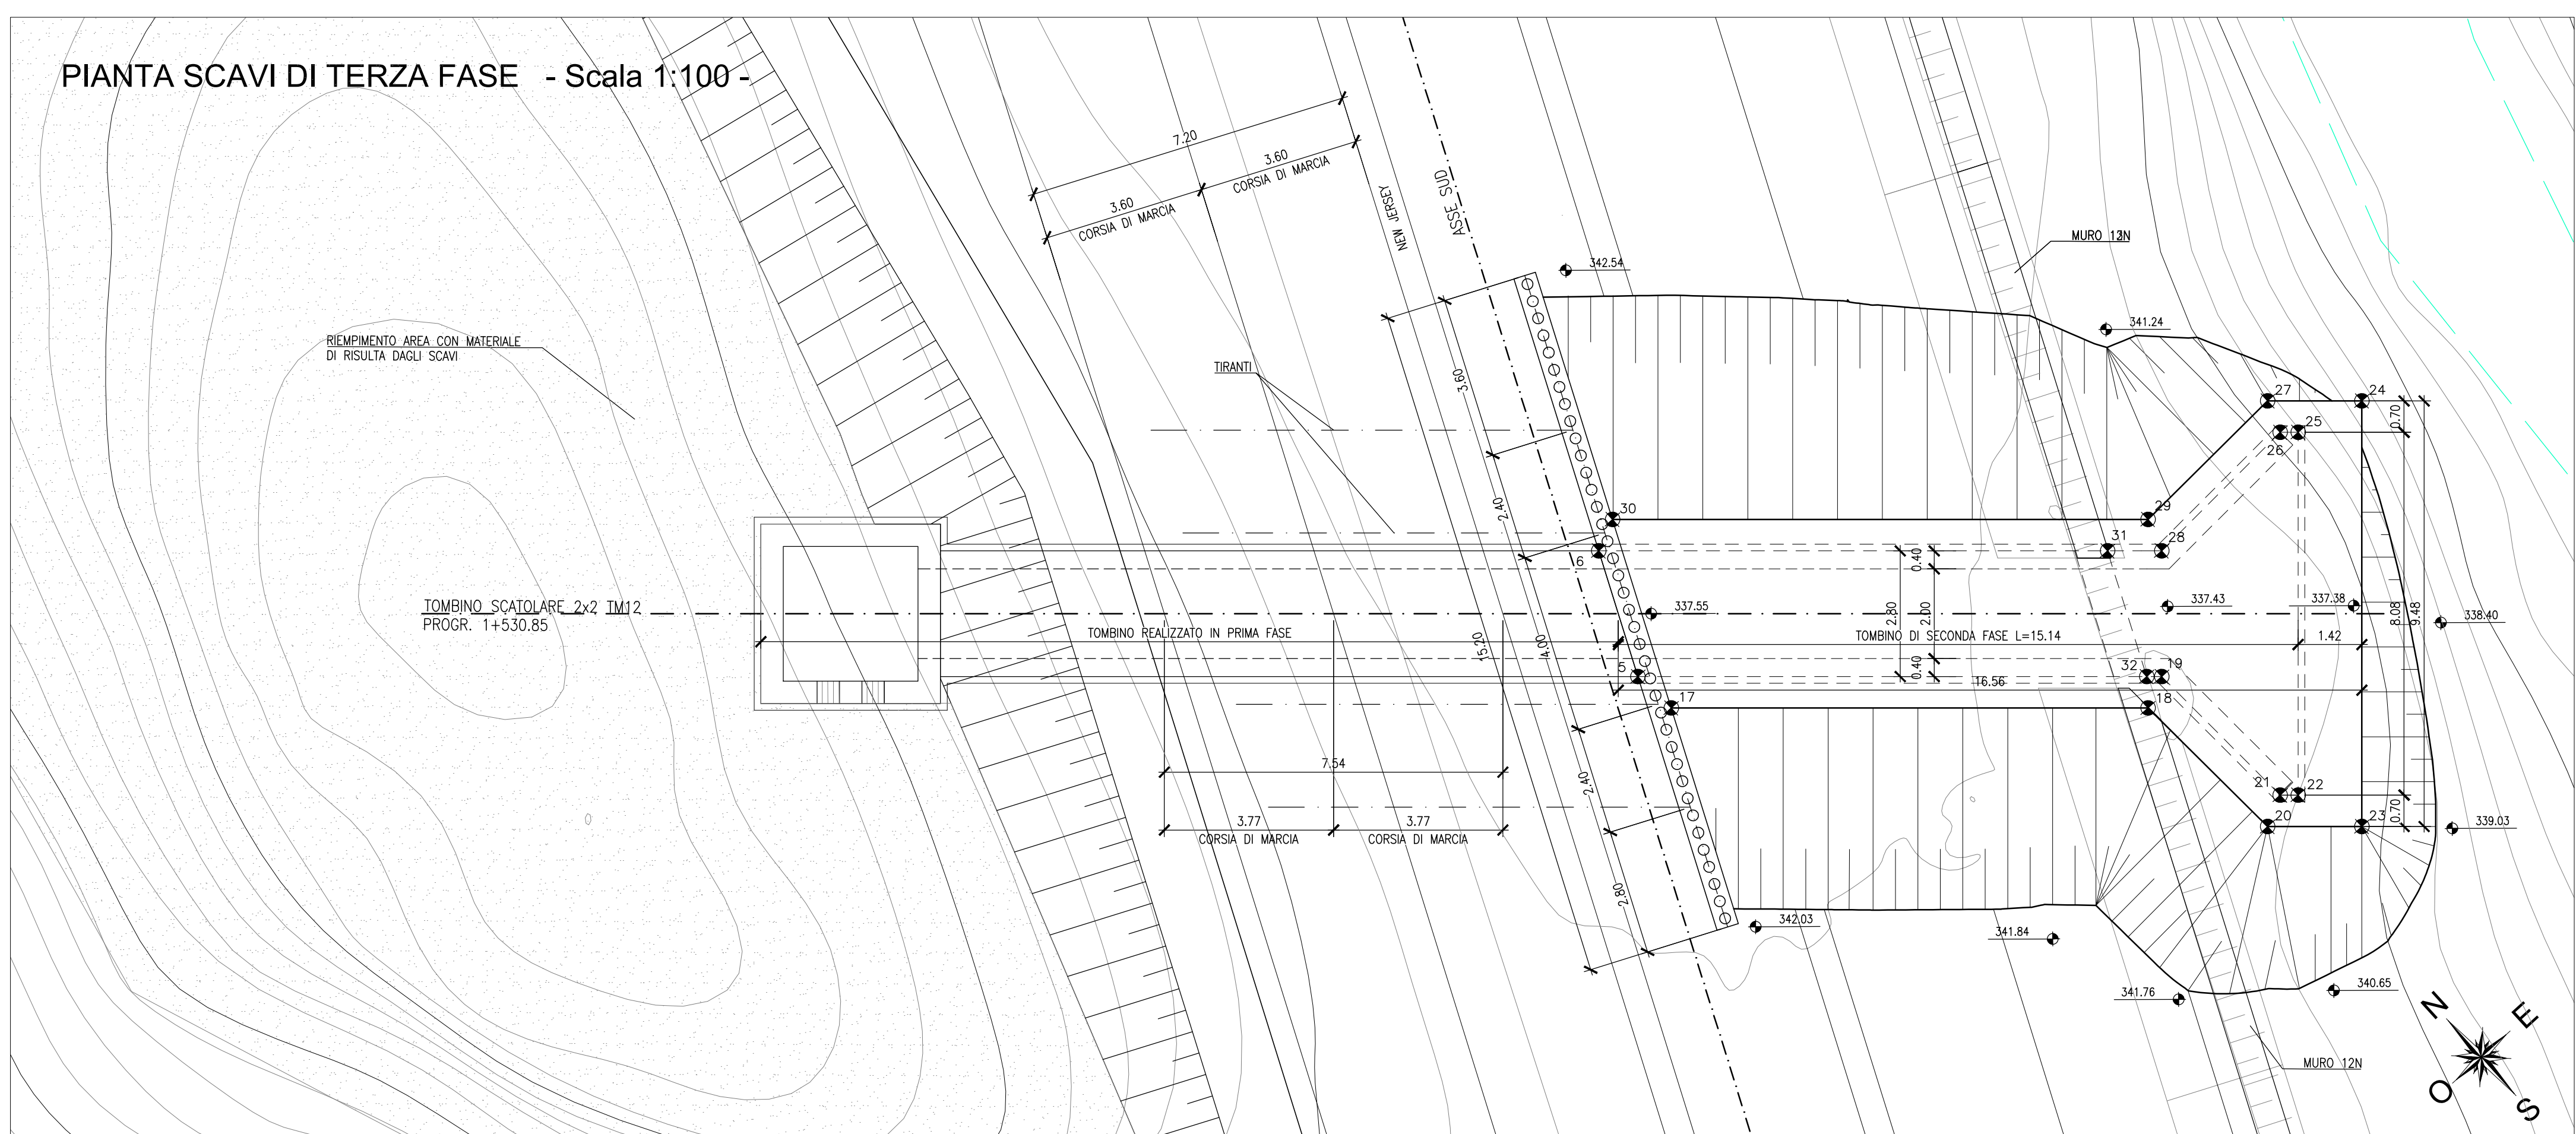 PIANTA SCAVI DI TERZA FASE - Scala 1:100 -
7.20
3.60
CORSIA DI MARCIA
3.60
CORSIA DI MARCIA
NEW JERSEY
ASSE SUD
342.54
341.24
RIEMPIMENTO AREA CON MATERIALE
DI RISULTA DAGLI SCAVI
TIRANTI
3.60
2.40
4.00
15.20
2.40
2.80
27
24
25
26
0.70
30
29
31
28
6
0.40
2.80
2.00
0.40
337.55
337.43
337.38
8.08
9.48
338.40
TOMBINO SCATOLARE 2x2 TM12
PROGR. 1+530.85
TOMBINO REALIZZATO IN PRIMA FASE
TOMBINO DI SECONDA FASE L=15.14
1.42
5
32
19
16.56
17
18
7.54
21
22
0.70
20
23
3.77
CORSIA DI MARCIA
3.77
CORSIA DI MARCIA
339.03
342.03
341.84
341.76
340.65
MURO 12N
N
E
O
S